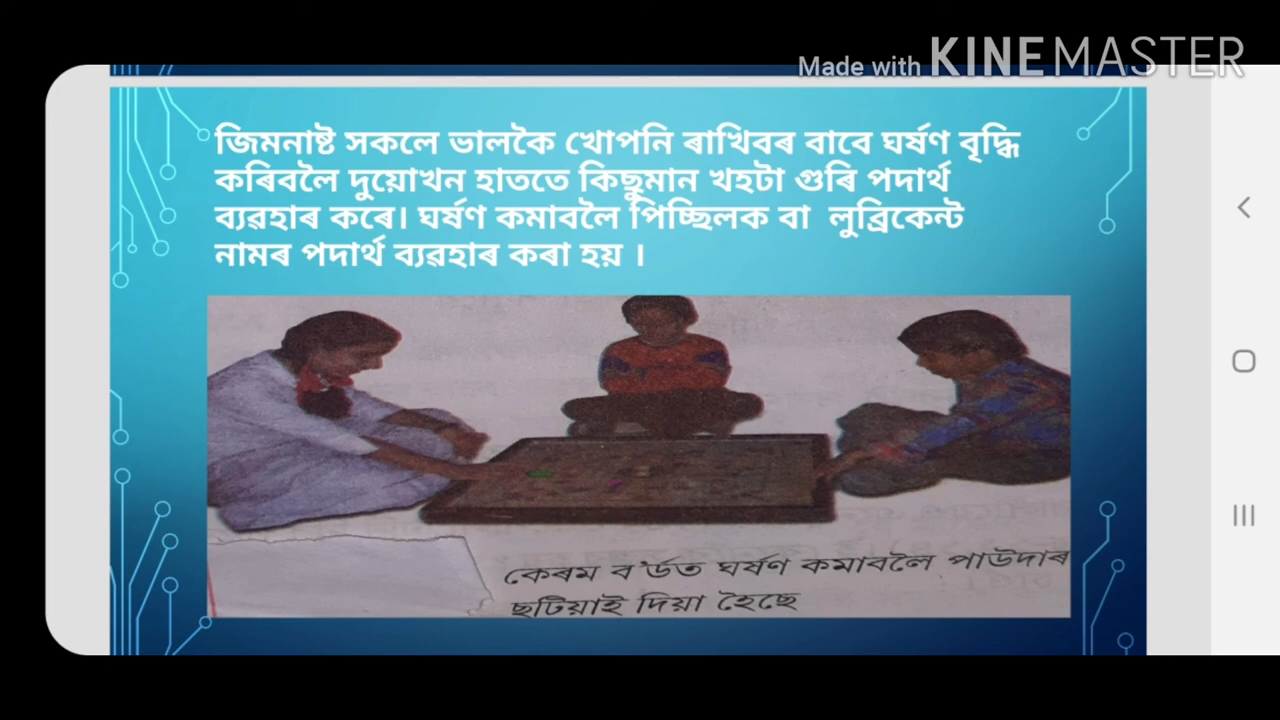 Made with KINEMASTER
জিমনাষ্ট সকলে ভালকৈ খোপনি ৰাখিবৰ বাবে ঘৰ্ষণ বৃদ্ধি
কৰিবলৈ দুয়োখন হাততে কিছুমান খহটা গুৰি পদাৰ্থ
ব্যৱহাৰ কৰে। ঘৰ্ষণ কমাবলৈ পিচ্ছিলক বা লুব্ৰিকেন্ট
নামৰ পদাৰ্থ ব্যৱহাৰ কৰা হয় ।
কেৰম ব'ৰ্ডত ঘৰ্ষণ কমাবলৈ পাউদাৰ
ছটিয়াই দিয়া হৈছে